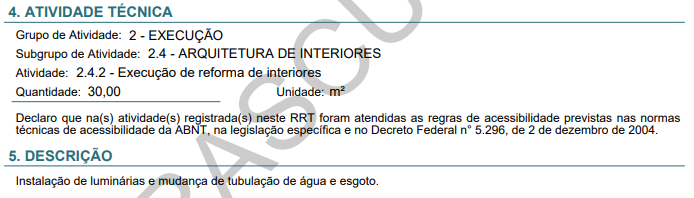 4. ATIVIDADE TÉCNICA
Grupo de Atividade: 2 - EXECUÇÃO
Subgrupo de Atividade: 2.4 - ARQUITETURA DE INTERIORES
Atividade: 2.4.2 - Execução de reforma de interiores
Quantidade: 30,00 Unidade: m²
Declaro que na(s) atividade(s) registrada(s) neste RRT foram atendidas as regras de acessibilidade previstas nas normas
técnicas de acessibilidade da ABNT, na legislação específica e no Decreto Federal n° 5.296, de 2 de dezembro de 2004.
5. DESCRIÇÃO
Instalação de luminárias e mudança de tubulação de água e esgoto.
RASCU